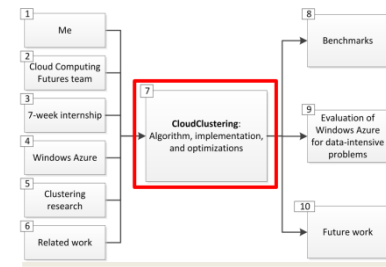 1
Me
2
Cloud Computing
Futures team
3
7-week internship
4
Windows Azure
5
Clustering
research
6
Related work
7
CloudClustering:
Algorithm, implementation,
and optimizations
8
Benchmarks
9
Evaluation of
Windows Azure
for data-intensive
problems
10
Future work